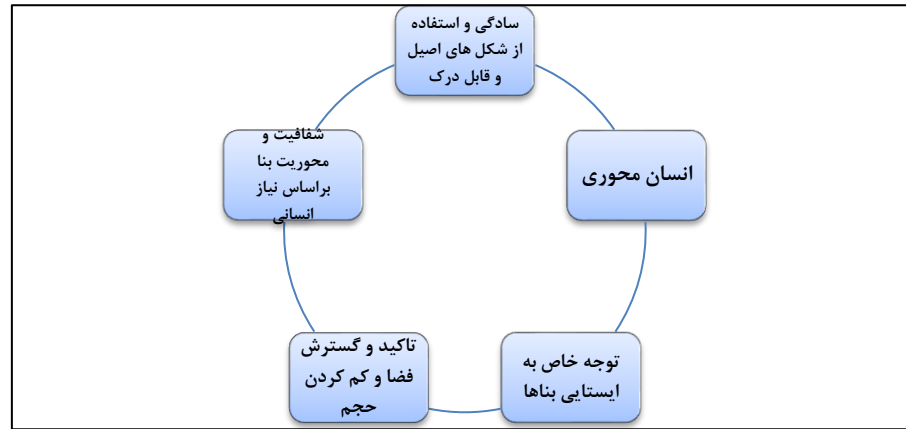 سادگی و استفاده
از شکل های اصیل
و قابل درک
انسان محوری
توجه خاص به
ایستایی بناها
تاکید و گسترش
فضا و کم کردن
حجم
شفافیت و
محوریت بنا
براساس نیاز
انسانی